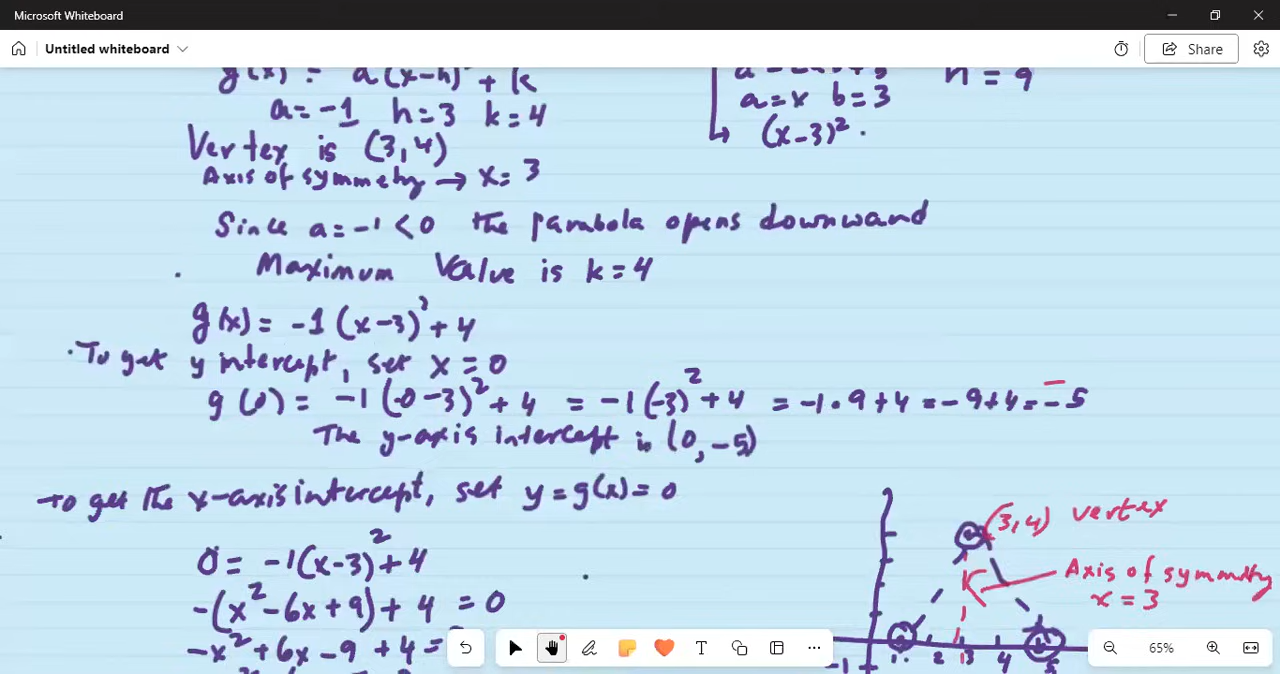 Microsoft Whiteboard
Untitled whiteboard
Share
g(x) = a(x-h)² + k
a = -1 h = 3 k = 4
Vertex is (3,4)
Axis of symmetry → x = 3
n = 9
a = x b = 3
(x-3)²
Since a = -1 < 0 the parabola opens downward
Maximum Value is k = 4
g(x) = -1(x-3)² + 4
To get y intercept, set x = 0
g(0) = -1(0-3)² + 4 = -1(-3)² + 4 = -1·9+4 = -9+4 = -5
The y-axis intercept is (0, -5)
to get the x-axis intercept, set y = g(x) = 0
0 = -1(x-3)² + 4
-(x² - 6x + 9) + 4 = 0
-x² + 6x - 9 + 4 =
(3,4) vertex
Axis of symmetry
x = 3
1 2 3 4 5
-1
65%